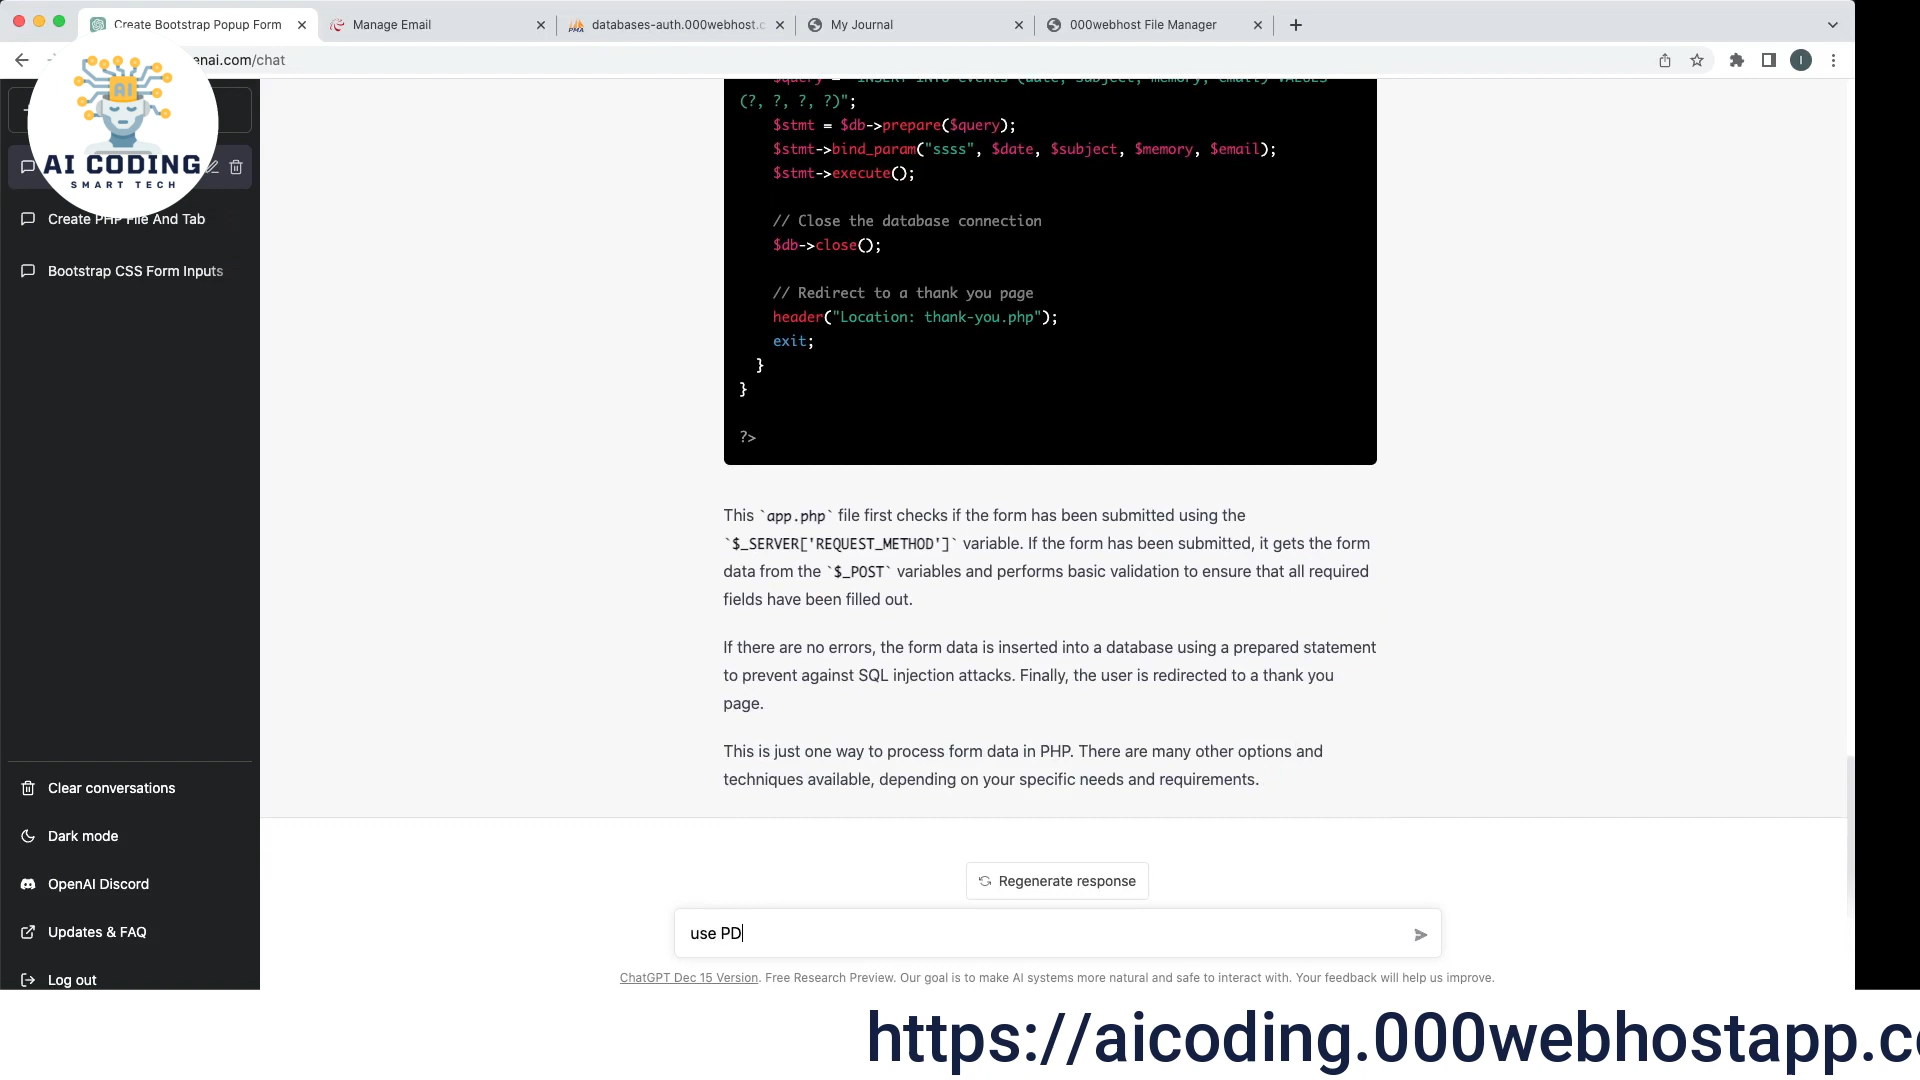 Create Bootstrap Popup Form
Manage Email
databases-auth.000webhost.c
My Journal
000webhost File Manager
enai.com/chat
I
AI
AI CODING
SMART TECH
Create PHP File And Tab
Bootstrap CSS Form Inputs
Clear conversations
Dark mode
OpenAI Discord
Updates & FAQ
Log out
$query = "INSERT INTO events (date, subject, memory, email) VALUES
(?, ?, ?, ?)";
$stmt = $db->prepare($query);
$stmt->bind_param("ssss", $date, $subject, $memory, $email);
$stmt->execute();
// Close the database connection
$db->close();
// Redirect to a thank you page
header("Location: thank-you.php");
exit;
}
}
?>
This `app.php` file first checks if the form has been submitted using the
`$_SERVER['REQUEST_METHOD']` variable. If the form has been submitted, it gets the form
data from the `$_POST` variables and performs basic validation to ensure that all required
fields have been filled out.
If there are no errors, the form data is inserted into a database using a prepared statement
to prevent against SQL injection attacks. Finally, the user is redirected to a thank you
page.
This is just one way to process form data in PHP. There are many other options and
techniques available, depending on your specific needs and requirements.
Regenerate response
use PD
ChatGPT Dec 15 Version. Free Research Preview. Our goal is to make AI systems more natural and safe to interact with. Your feedback will help us improve.
https://aicoding.000webhostapp.c